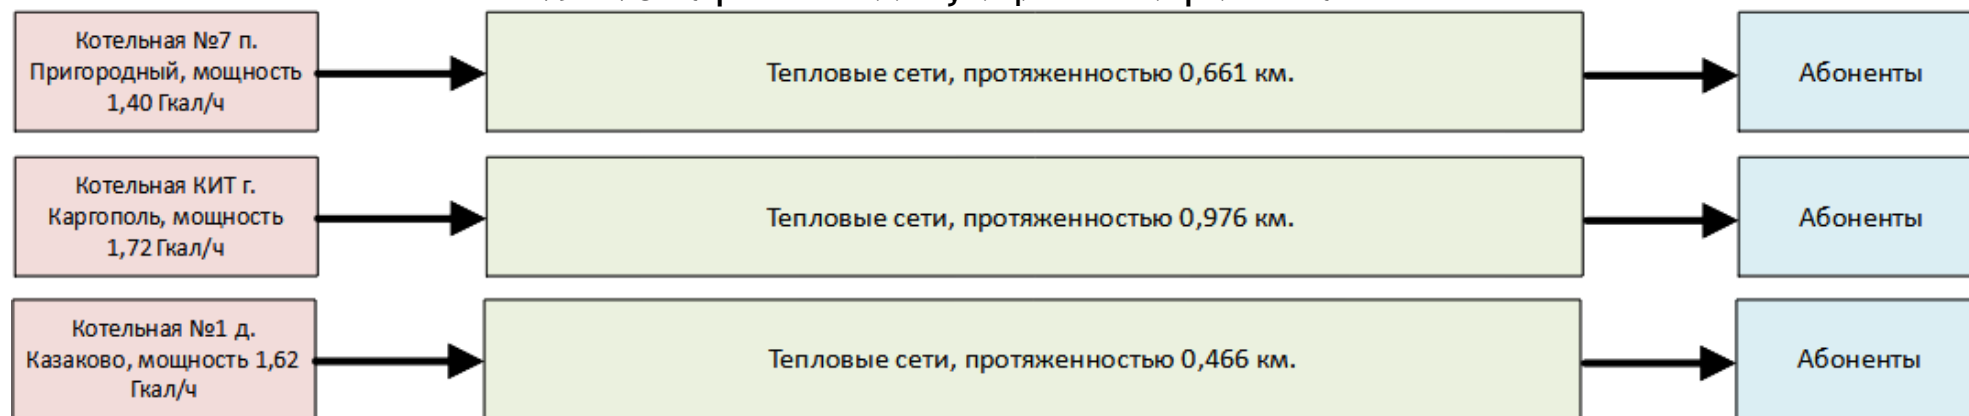 Котельная №7 п.
Пригородный, мощность
1,40 Гкал/ч
Тепловые сети, протяженностью 0,661 км.
Абоненты
Котельная КИТ г.
Каргополь, мощность
1,72 Гкал/ч
Тепловые сети, протяженностью 0,976 км.
Абоненты
Котельная №1 д.
Казаково, мощность 1,62
Гкал/ч
Тепловые сети, протяженностью 0,466 км.
Абоненты